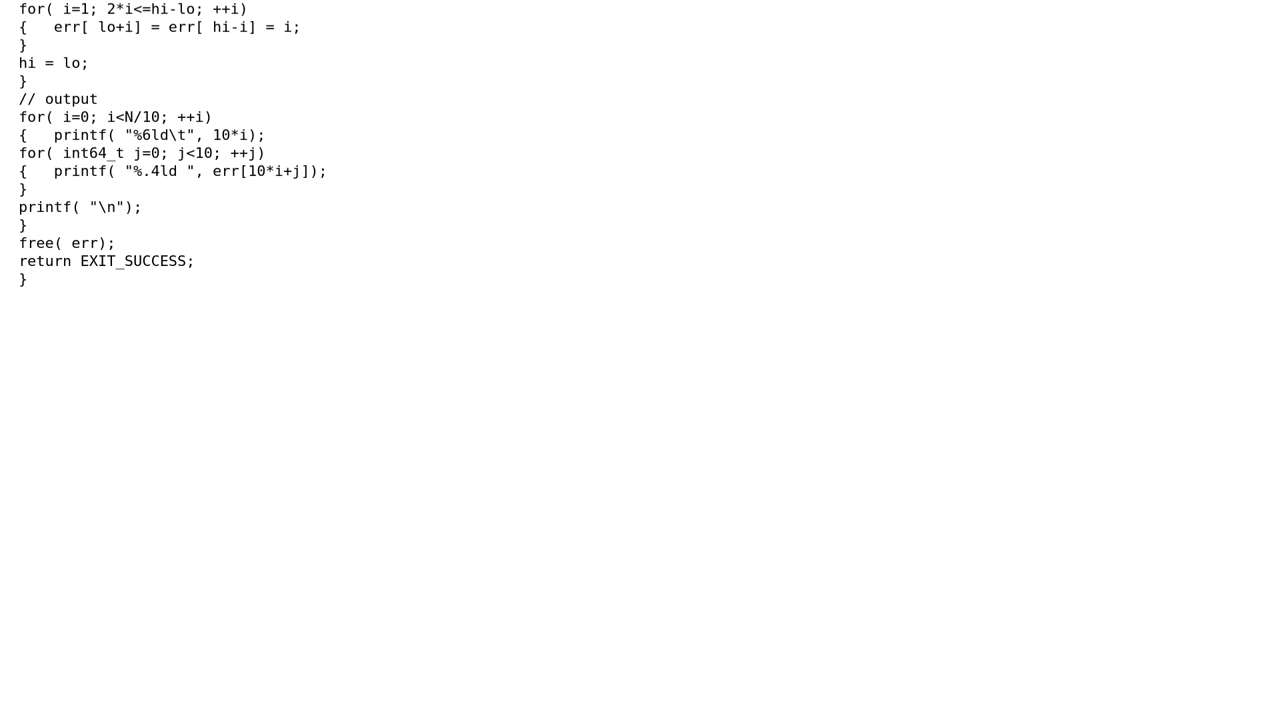 for( i=1; 2*i<=hi-lo; ++i)
{   err[ lo+i] = err[ hi-i] = i;
}
hi = lo;
}
// output
for( i=0; i<N/10; ++i)
{   printf( "%6ld\t", 10*i);
for( int64_t j=0; j<10; ++j)
{   printf( "%.4ld ", err[10*i+j]);
}
printf( "\n");
}
free( err);
return EXIT_SUCCESS;
}